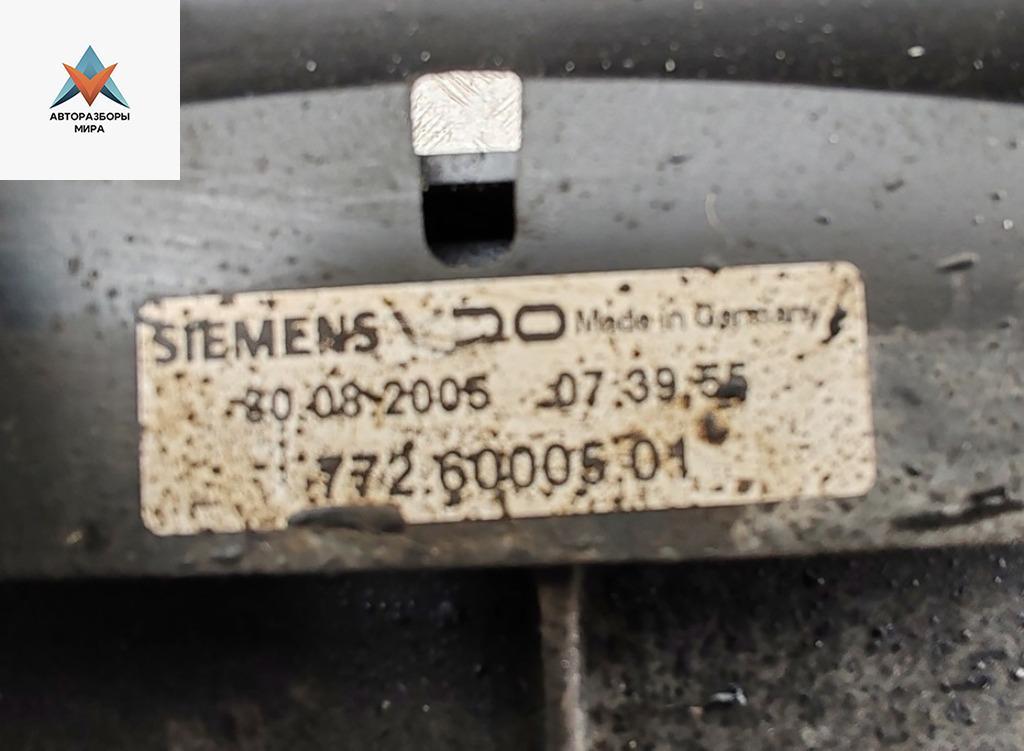 АВТОРАЗБОРЫ
МИРА
SIEMENS VDO Made in Germany
30.08.2005 07:39:55
772 60005 01